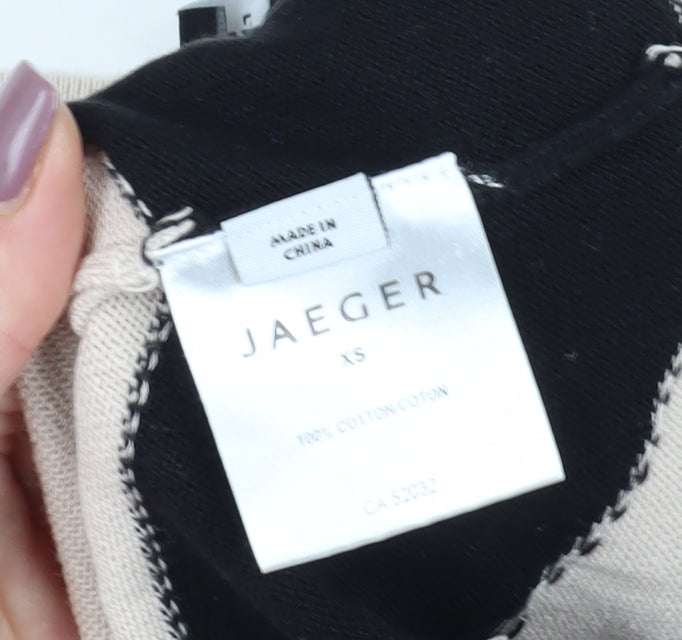 MADE IN
CHINA
JAEGER
XS
100% COTTON/COTON
CA 52032